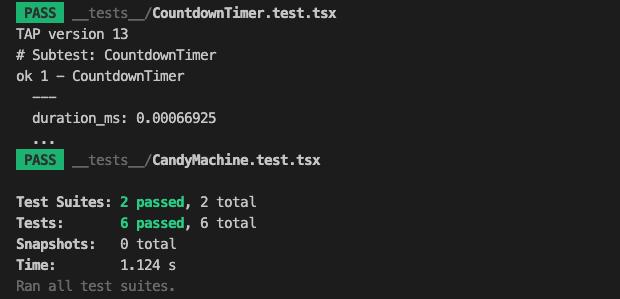 PASS __tests__/CountdownTimer.test.tsx
TAP version 13
# Subtest: CountdownTimer
ok 1 - CountdownTimer
  ---
  duration_ms: 0.00066925
  ...
PASS __tests__/CandyMachine.test.tsx

Test Suites: 2 passed, 2 total
Tests:       6 passed, 6 total
Snapshots:   0 total
Time:        1.124 s
Ran all test suites.